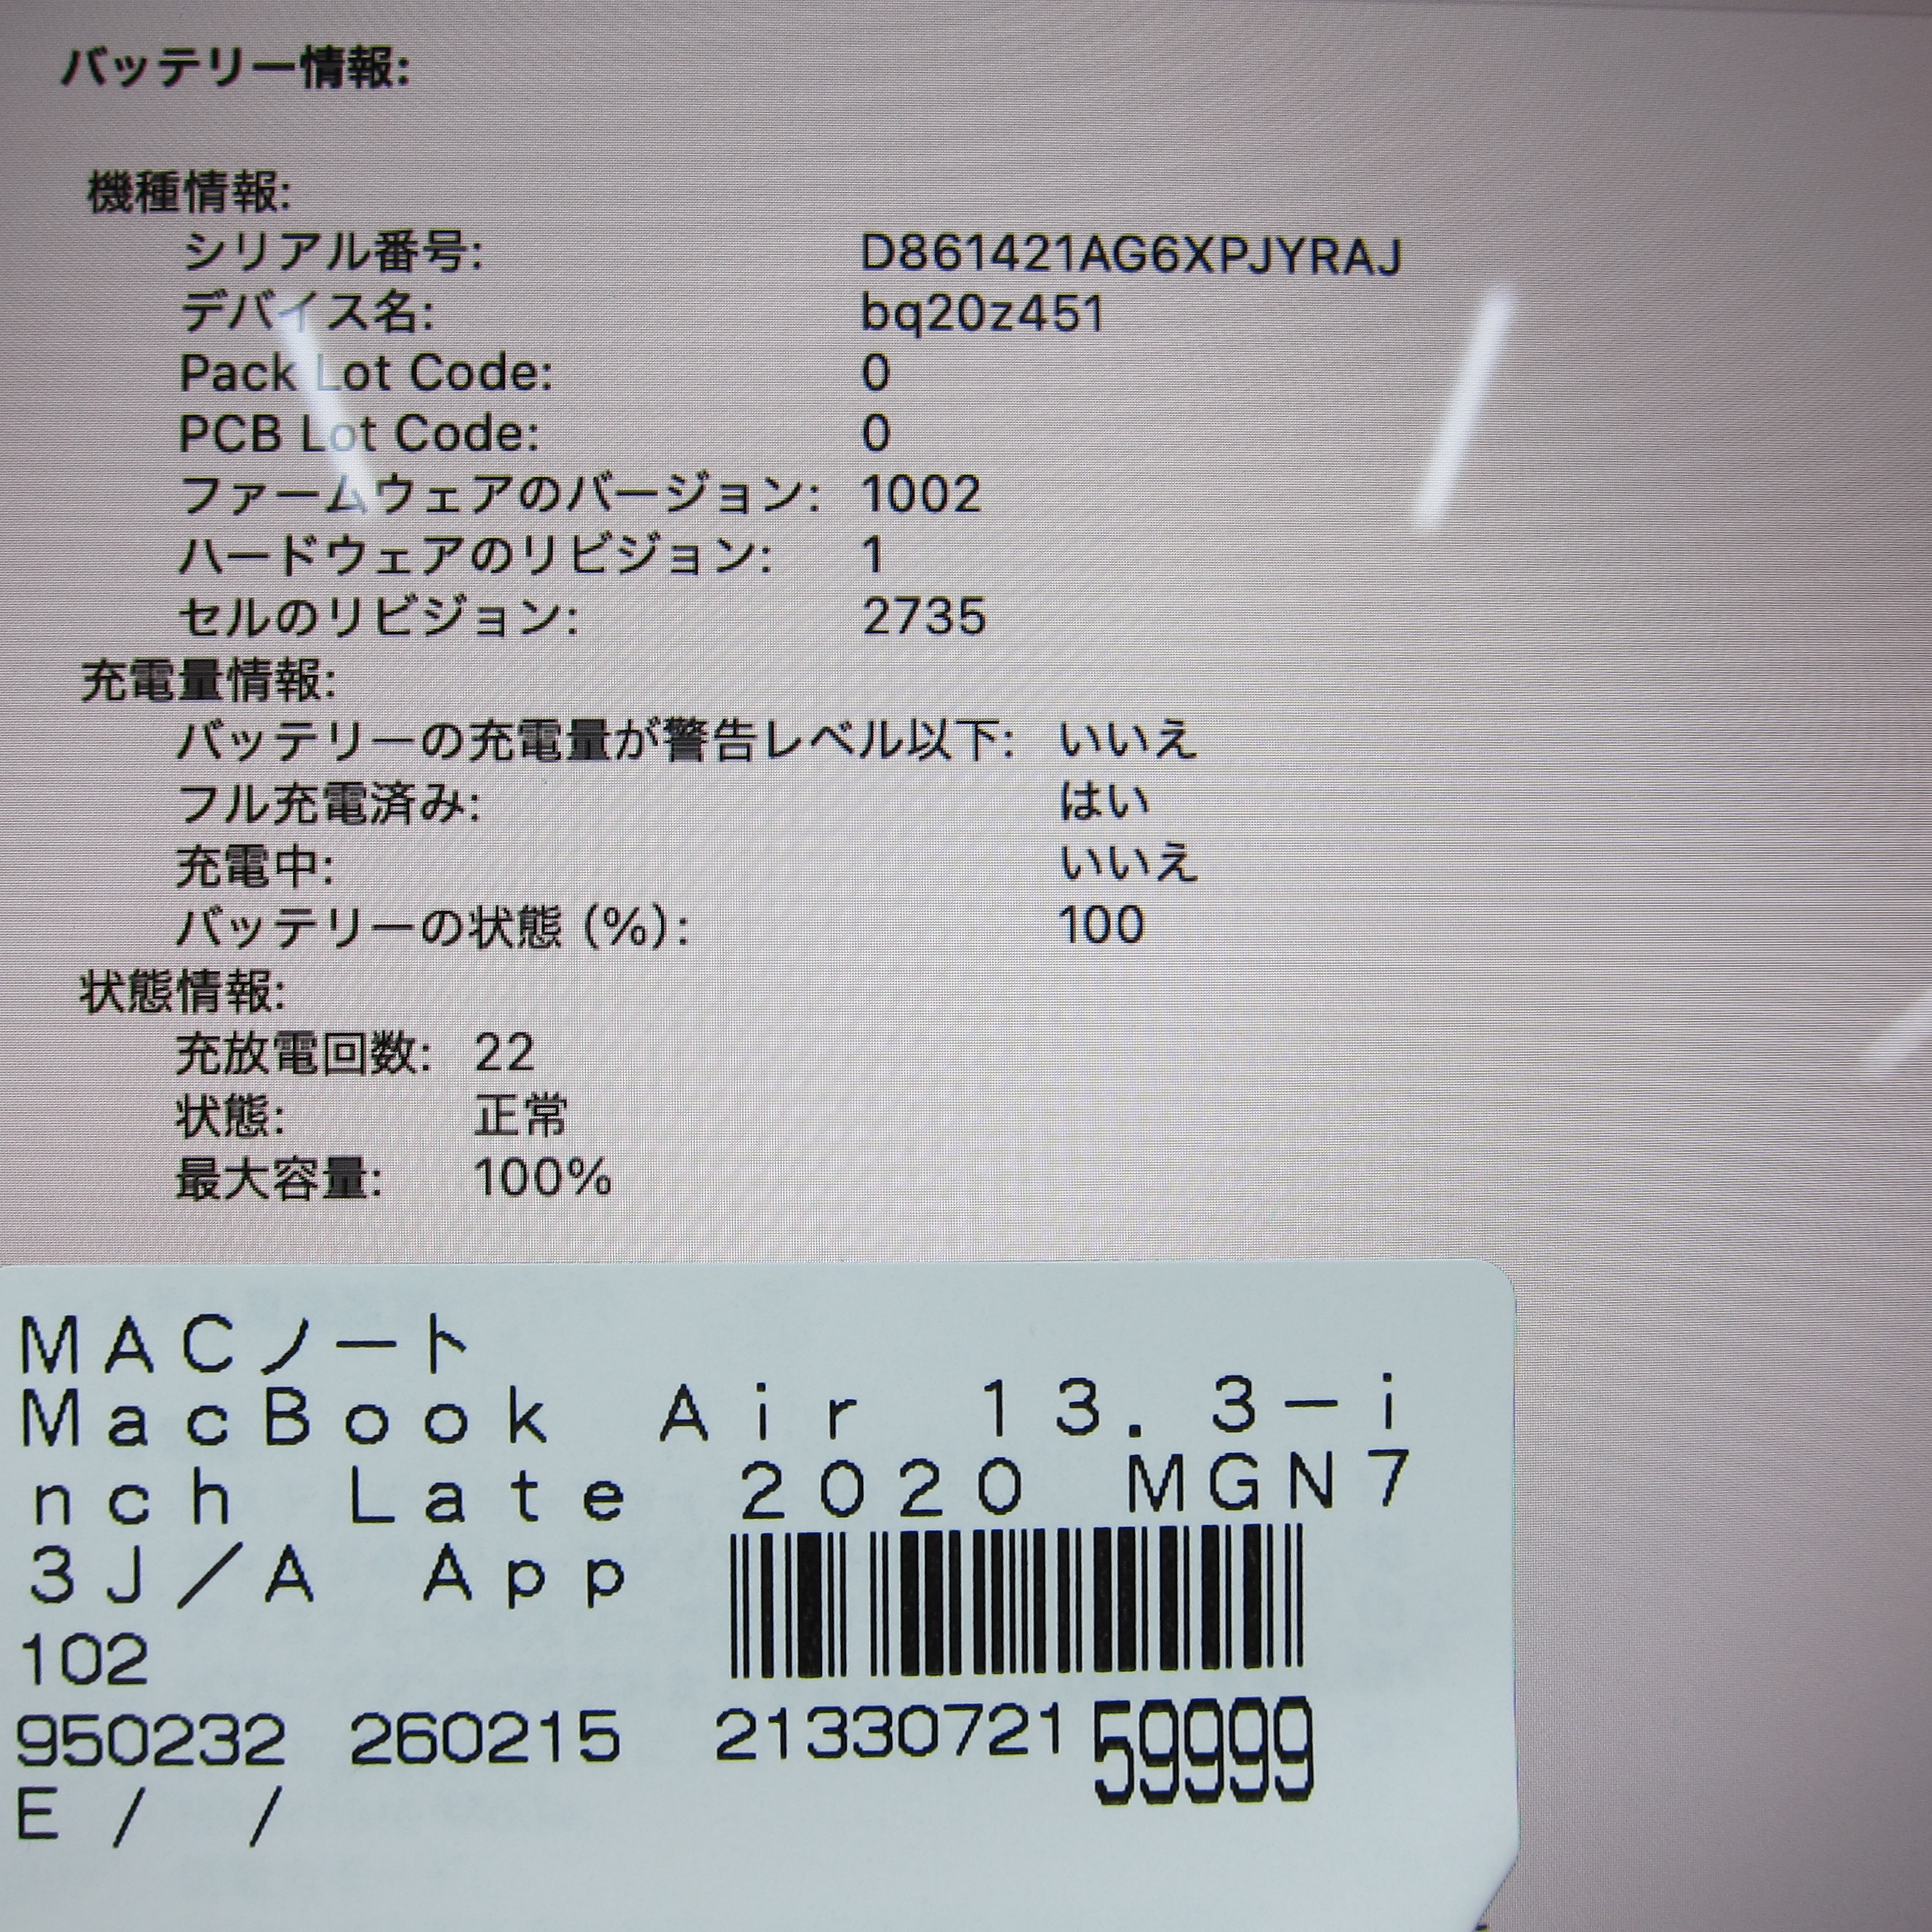 バッテリー情報:
機種情報:
シリアル番号: D861421AG6XPJYRAJ
デバイス名: bq20z451
Pack Lot Code: 0
PCB Lot Code: 0
ファームウェアのバージョン: 1002
ハードウェアのリビジョン: 1
セルのリビジョン: 2735
充電量情報:
バッテリーの充電量が警告レベル以下: いいえ
フル充電済み: はい
充電中: いいえ
バッテリーの状態 (%): 100
状態情報:
充放電回数: 22
状態: 正常
最大容量: 100%
MACノート
MacBook Air 13.3-i
nch Late 2020 MGN7
3J/A App
102
950232 260215 21330721 59999
E / /